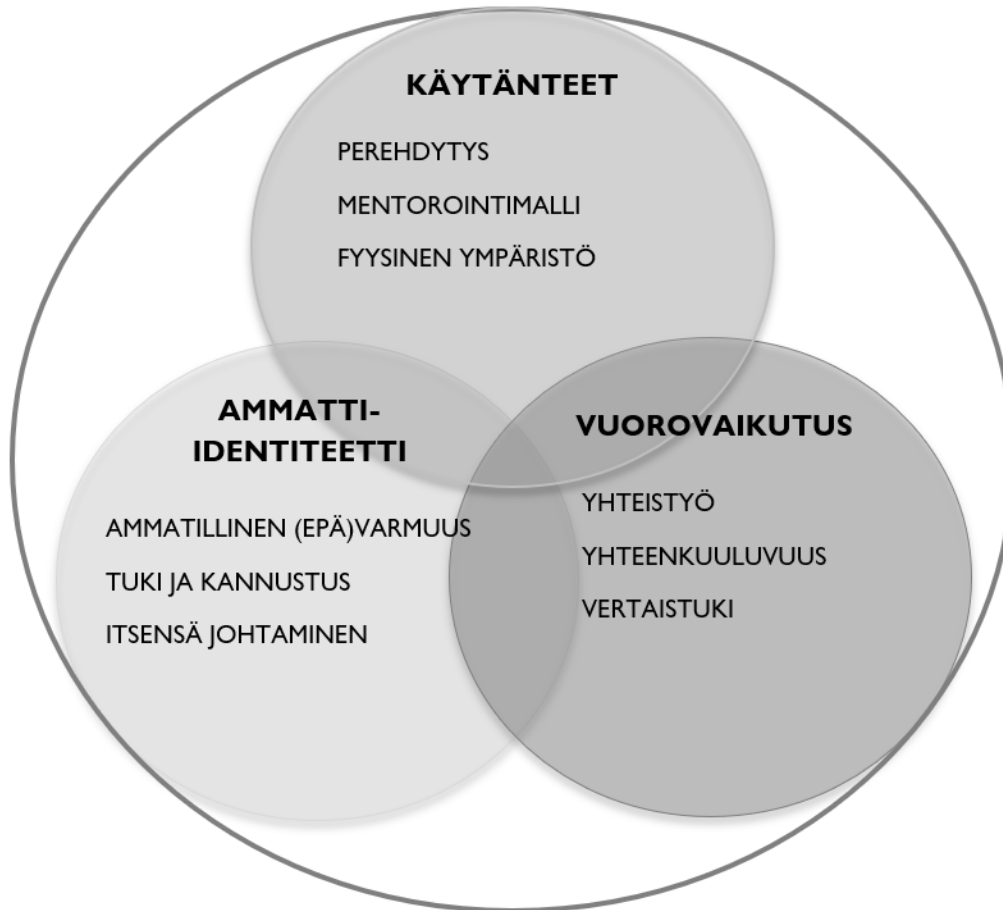 KÄYTÄNTEET
PEREHDYTYS
MENTOROINTIMALLI
FYYSINEN YMPÄRISTÖ
AMMATTI-
IDENTITEETTI
AMMATILLINEN (EPÄ)VARMUUS
TUKI JA KANNUSTUS
ITSENSÄ JOHTAMINEN
VUOROVAIKUTUS
YHTEISTYÖ
YHTEENKUULUVUUS
VERTAISTUKI